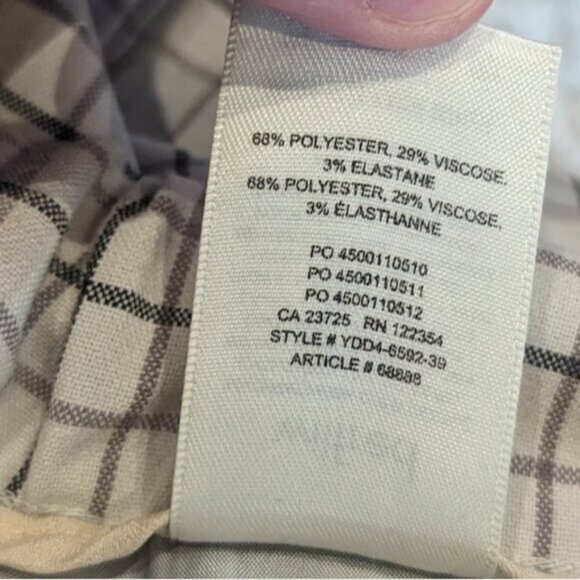 68% POLYESTER, 29% VISCOSE,
3% ELASTANE
68% POLYESTER, 29% VISCOSE,
3% ÉLASTHANNE
PO 4500110510
PO 4500110511
PO 4500110512
CA 23725 RN 122354
STYLE # YDD4-6592-39
ARTICLE # 68888